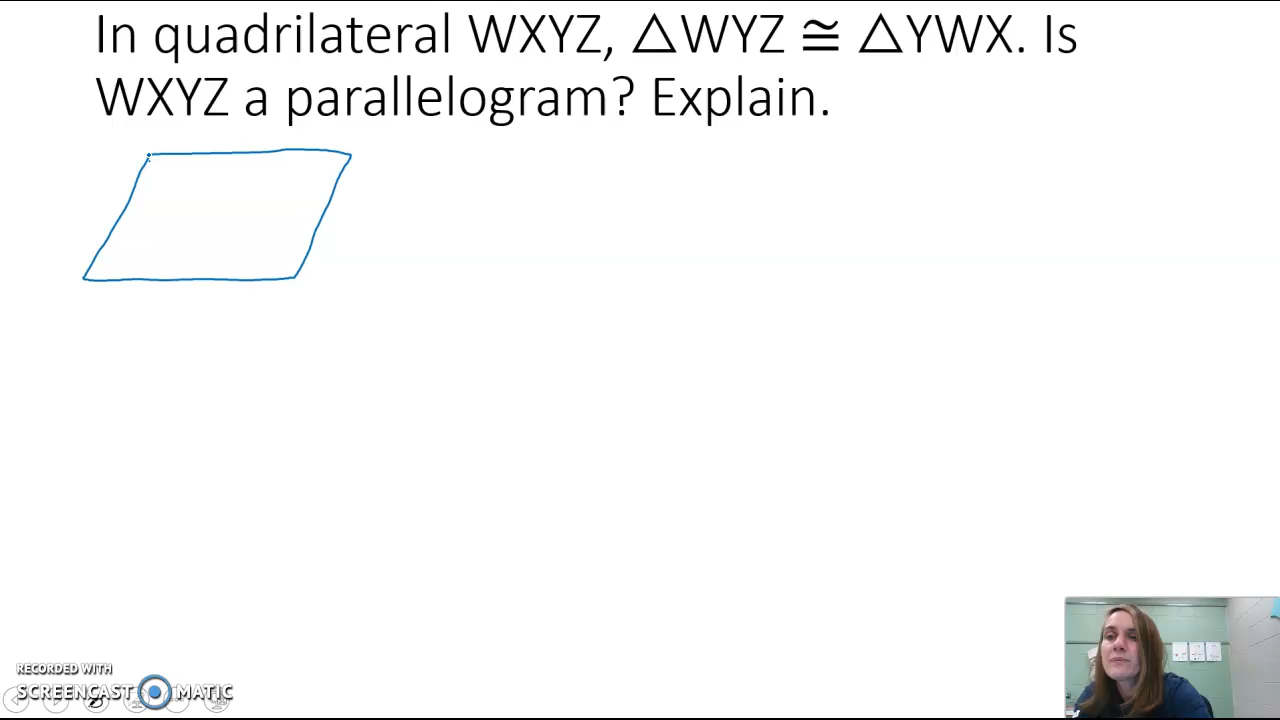 In quadrilateral WXYZ, △WYZ ≅ △YWX. Is
WXYZ a parallelogram? Explain.
RECORDED WITH
SCREENCAST MATIC